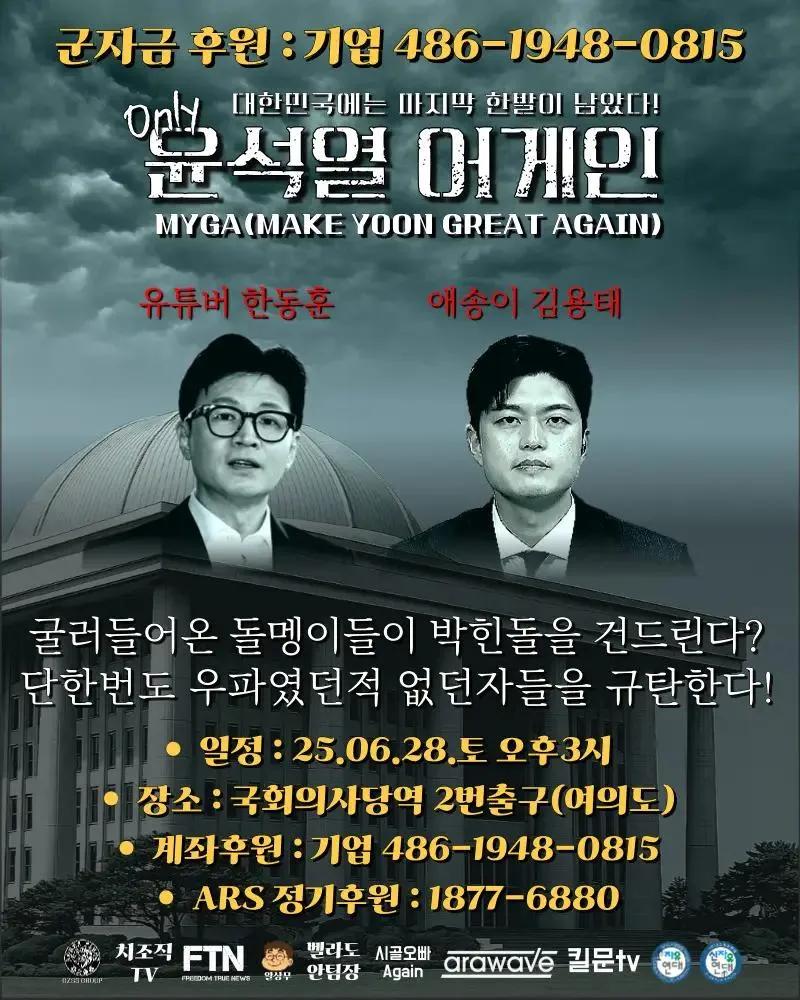 군자금 후원 : 기업 486-1948-0815
Only
대한민국에는 마지막 한발이 남았다!
윤석열 어게인
MYGA(MAKE YOON GREAT AGAIN)
유튜버 한동훈 애송이 김용태
굴러들어온 돌멩이들이 박힌돌을 건드린다?
단한번도 우파였던적 없던자들을 규탄한다!
• 일정 : 25.06.28.토 오후3시
• 장소 : 국회의사당역 2번출구(여의도)
• 계좌후원 : 기업 486-1948-0815
• ARS 정기후원 : 1877-6880
치조직
TV
FTN
FREEDOM TRUE NEWS
벨라도
안팀장
시골오빠
Again
arawave
킬문tv
자유
연대